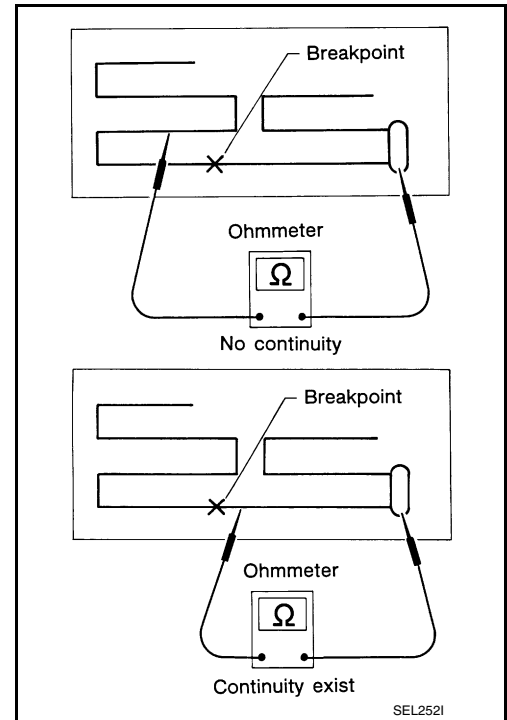 Breakpoint
Ohmmeter
Ω
No continuity
Breakpoint
Ohmmeter
Ω
Continuity exist
SEL252I